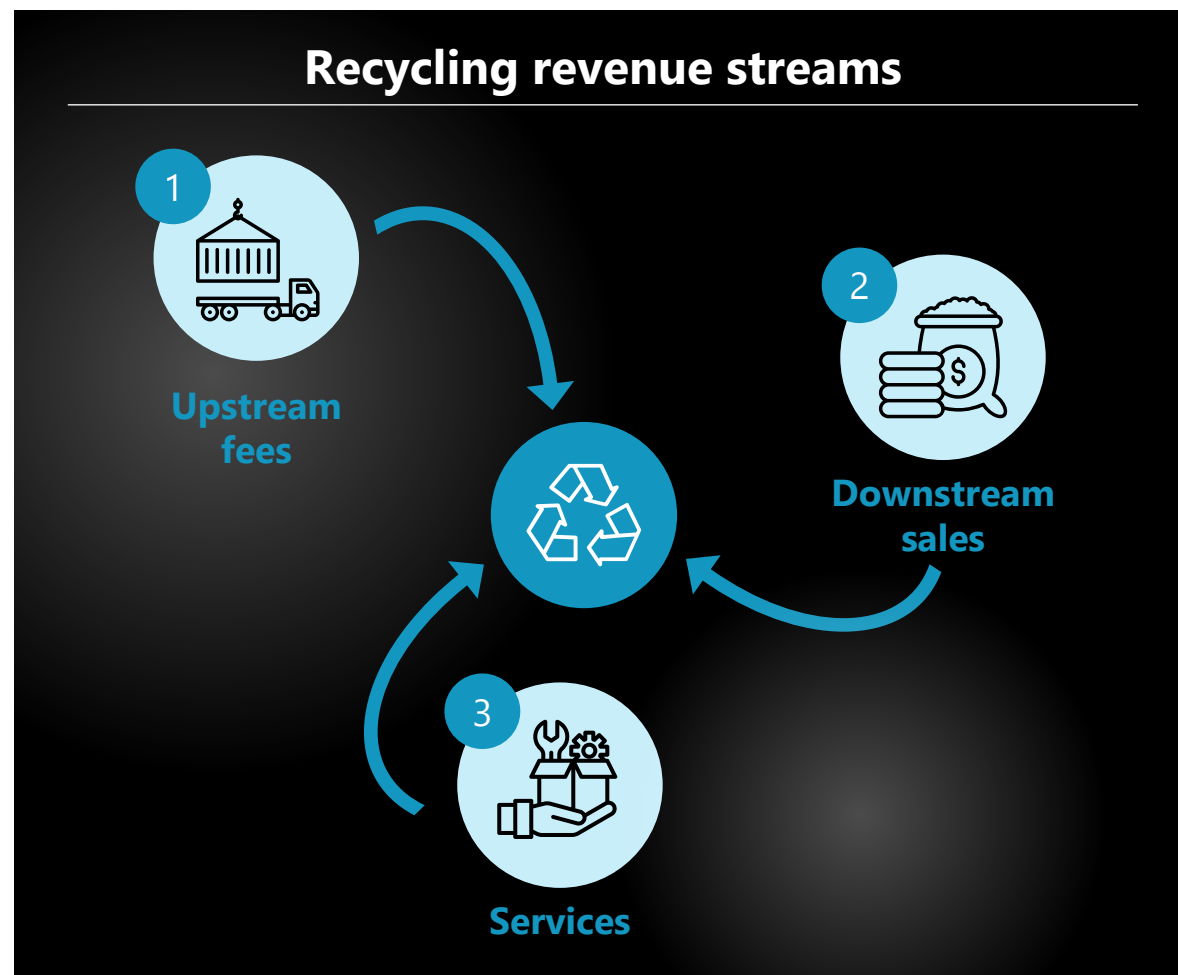 Recycling revenue streams
1
Upstream
fees
2
$
Downstream
sales
3
Services